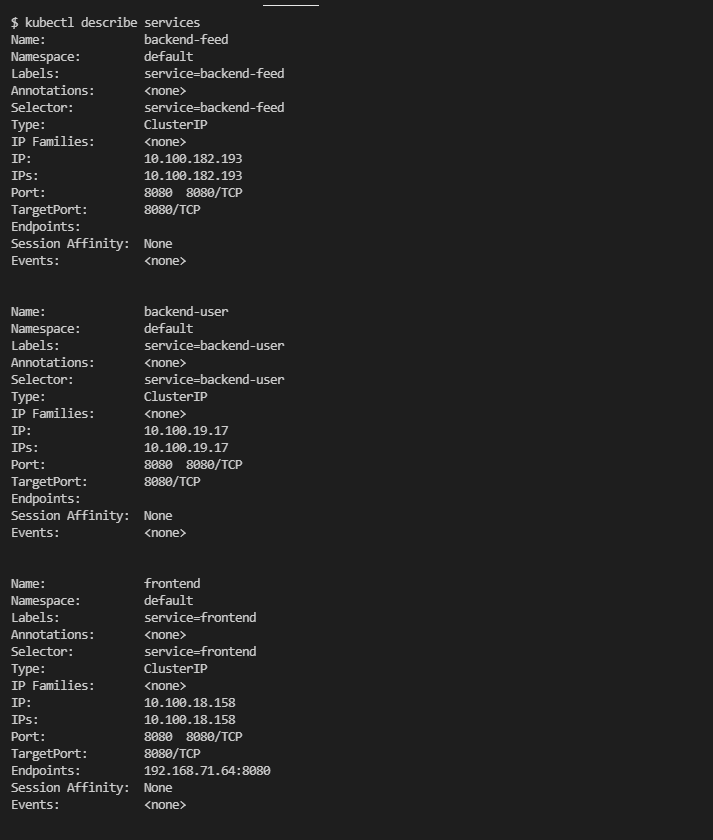 $ kubectl describe services
Name:              backend-feed
Namespace:         default
Labels:            service=backend-feed
Annotations:       <none>
Selector:          service=backend-feed
Type:              ClusterIP
IP Families:       <none>
IP:                10.100.182.193
IPs:               10.100.182.193
Port:              8080  8080/TCP
TargetPort:        8080/TCP
Endpoints:
Session Affinity:  None
Events:            <none>

Name:              backend-user
Namespace:         default
Labels:            service=backend-user
Annotations:       <none>
Selector:          service=backend-user
Type:              ClusterIP
IP Families:       <none>
IP:                10.100.19.17
IPs:               10.100.19.17
Port:              8080  8080/TCP
TargetPort:        8080/TCP
Endpoints:
Session Affinity:  None
Events:            <none>

Name:              frontend
Namespace:         default
Labels:            service=frontend
Annotations:       <none>
Selector:          service=frontend
Type:              ClusterIP
IP Families:       <none>
IP:                10.100.18.158
IPs:               10.100.18.158
Port:              8080  8080/TCP
TargetPort:        8080/TCP
Endpoints:         192.168.71.64:8080
Session Affinity:  None
Events:            <none>